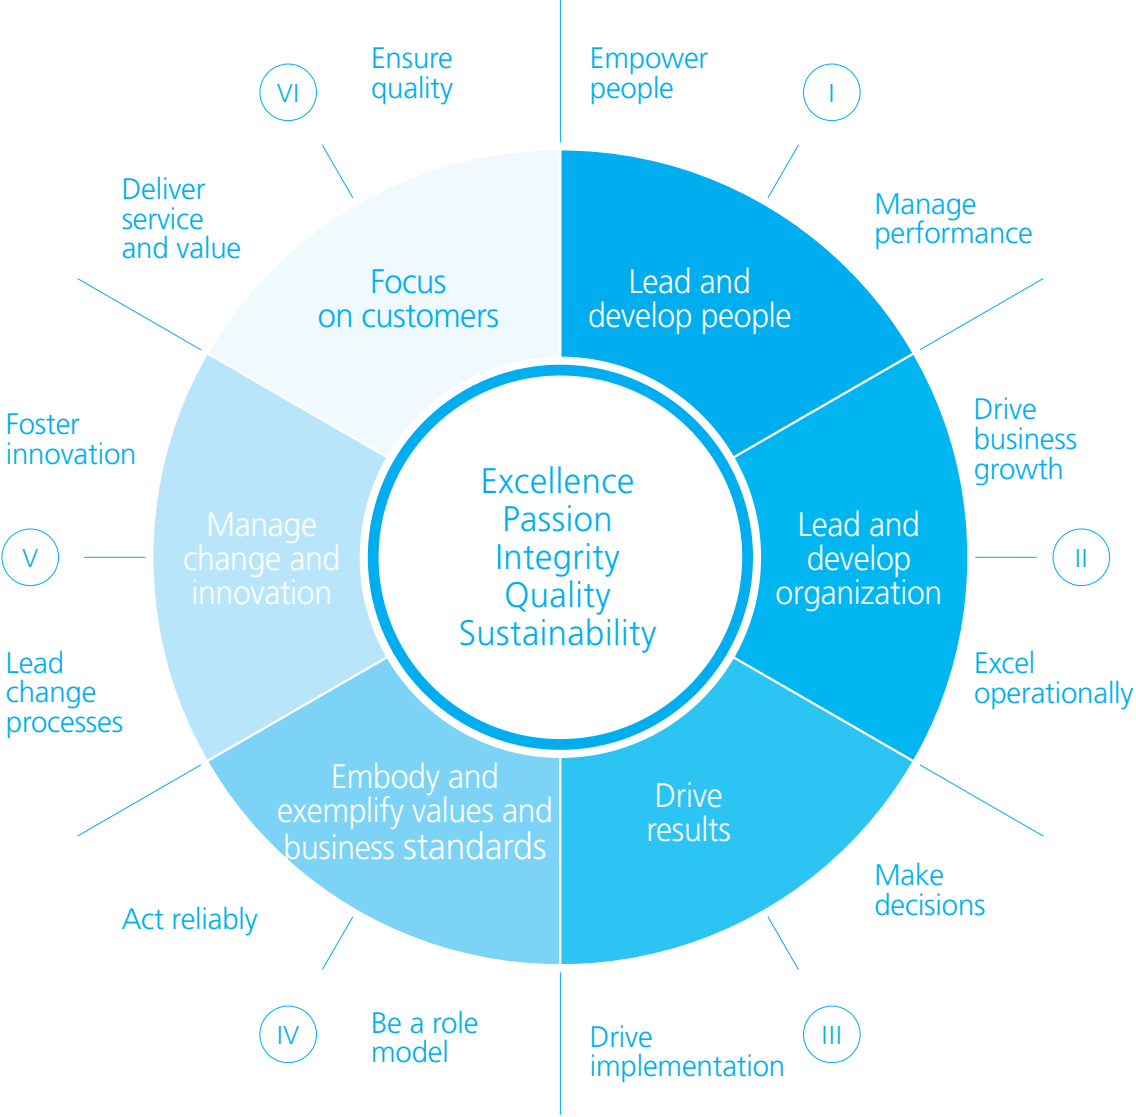 Ensure
quality
Empower
people
VI
I
Deliver
service
and value
Manage
performance
Focus
on customers
Lead and
develop people
Foster
innovation
Drive
business
growth
Excellence
Passion
Integrity
Quality
Sustainability
Manage
change and
innovation
Lead and
develop
organization
V
II
Lead
change
processes
Excel
operationally
Embody and
exemplify values and
business standards
Drive
results
Make
decisions
Act reliably
IV
Be a role
model
Drive
implementation
III